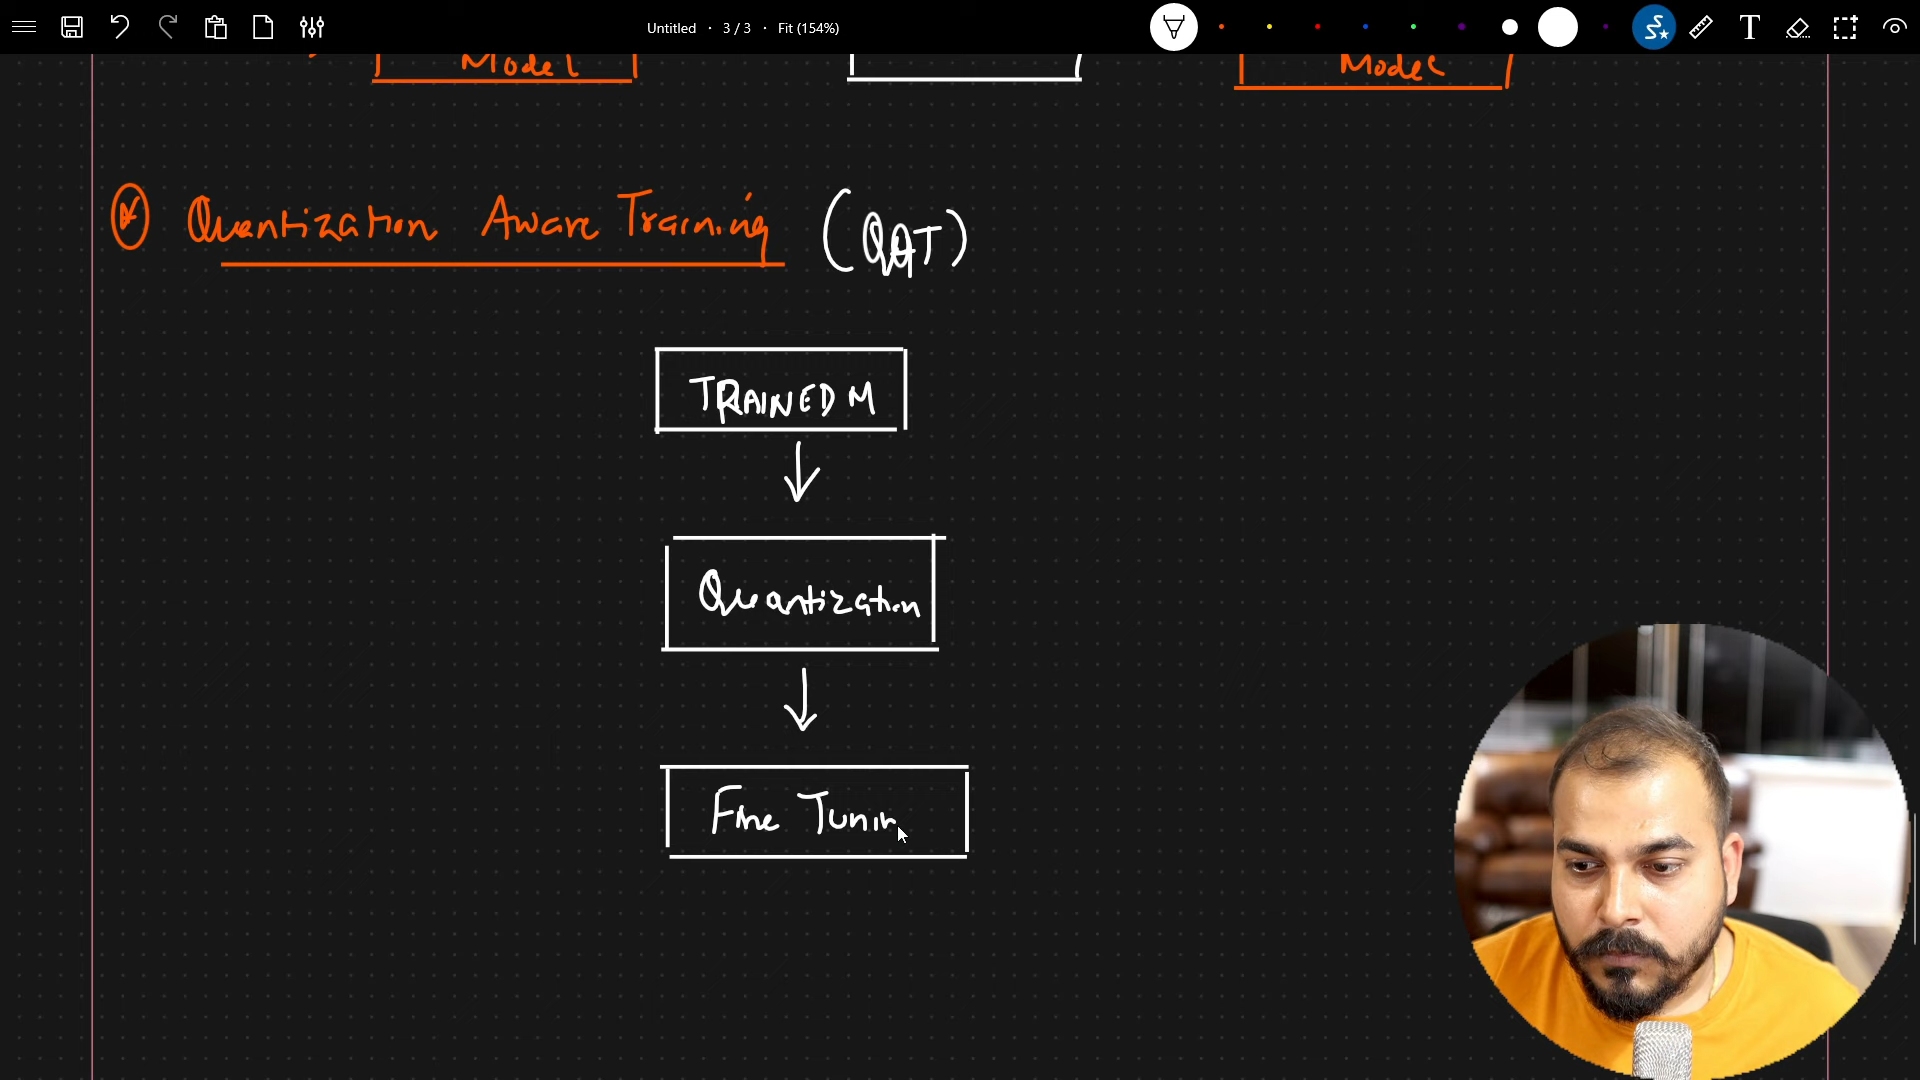 Untitled · 3 / 3 · Fit (154%)
Model
Model
Quantization Aware Training (QAT)
TRAINED M
Quantization
Fine Tunin